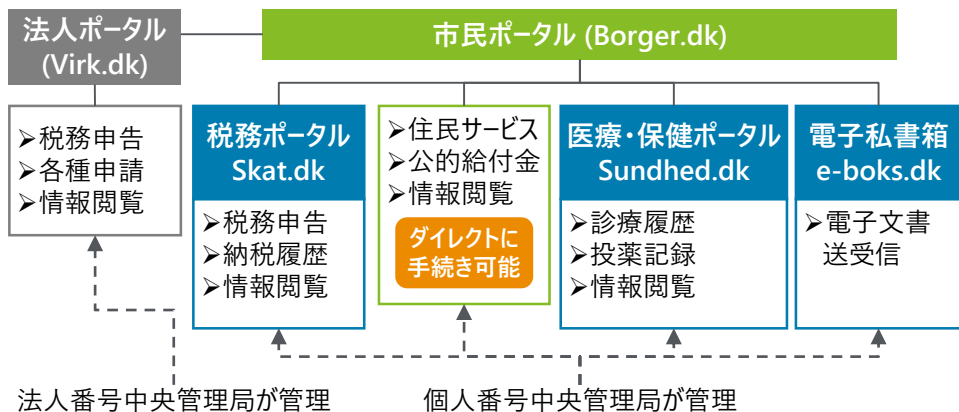 法人ポータル
(Virk.dk)
市民ポータル (Borger.dk)
➢税務申告
➢各種申請
➢情報閲覧
税務ポータル
Skat.dk
➢税務申告
➢納税履歴
➢情報閲覧
➢住民サービス
➢公的給付金
➢情報閲覧
ダイレクトに
手続き可能
医療・保健ポータル
Sundhed.dk
➢診療履歴
➢投薬記録
➢情報閲覧
電子私書箱
e-boks.dk
➢電子文書
送受信
法人番号中央管理局が管理
個人番号中央管理局が管理